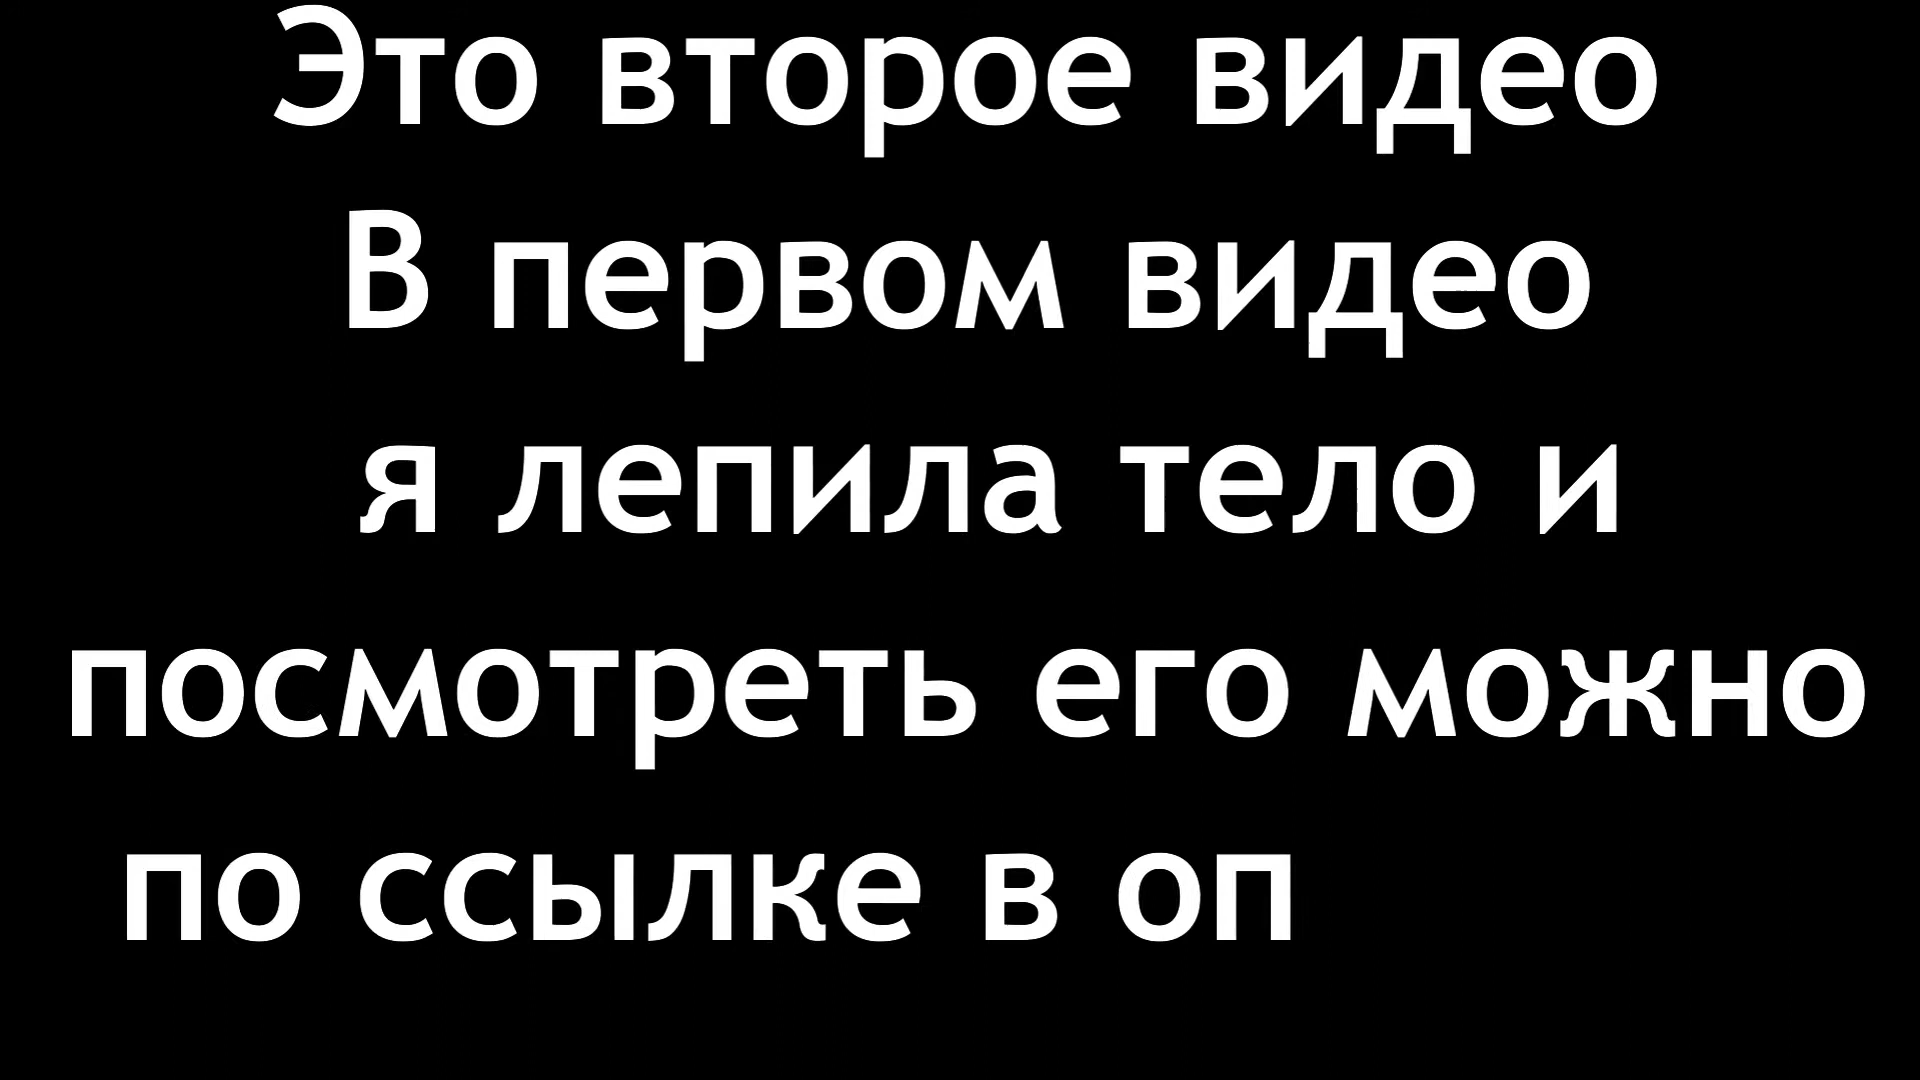 Это второе видео
В первом видео
я лепила тело и
посмотреть его можно
по ссылке в оп